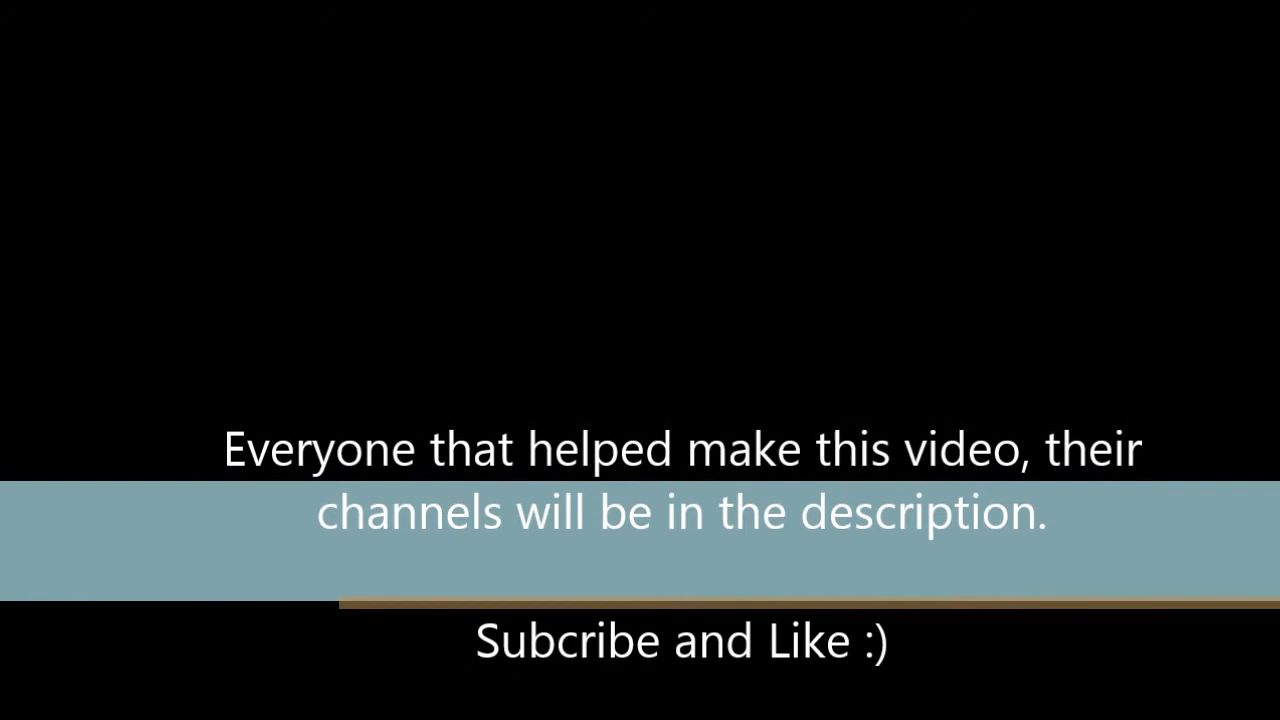 Everyone that helped make this video, their
channels will be in the description.
Subcribe and Like :)